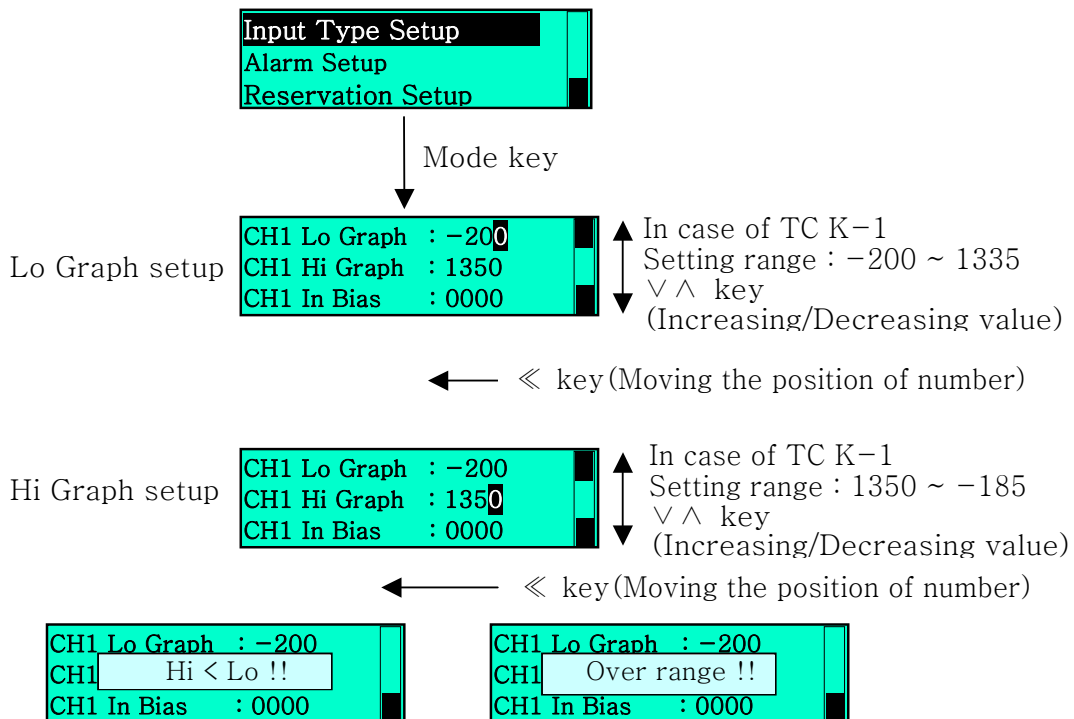 Input Type Setup
Alarm Setup
Reservation Setup
Mode key
Lo Graph setup
CH1 Lo Graph : -200
CH1 Hi Graph : 1350
CH1 In Bias : 0000
In case of TC K-1
Setting range : -200 ~ 1335
∨∧ key
(Increasing/Decreasing value)
≪ key(Moving the position of number)
Hi Graph setup
CH1 Lo Graph : -200
CH1 Hi Graph : 1350
CH1 In Bias : 0000
In case of TC K-1
Setting range : 1350 ~ -185
∨∧ key
(Increasing/Decreasing value)
≪ key(Moving the position of number)
CH1 Lo Graph : -200
CH1
Hi < Lo !!
CH1 In Bias : 0000
CH1 Lo Graph : -200
CH1
Over range !!
CH1 In Bias : 0000